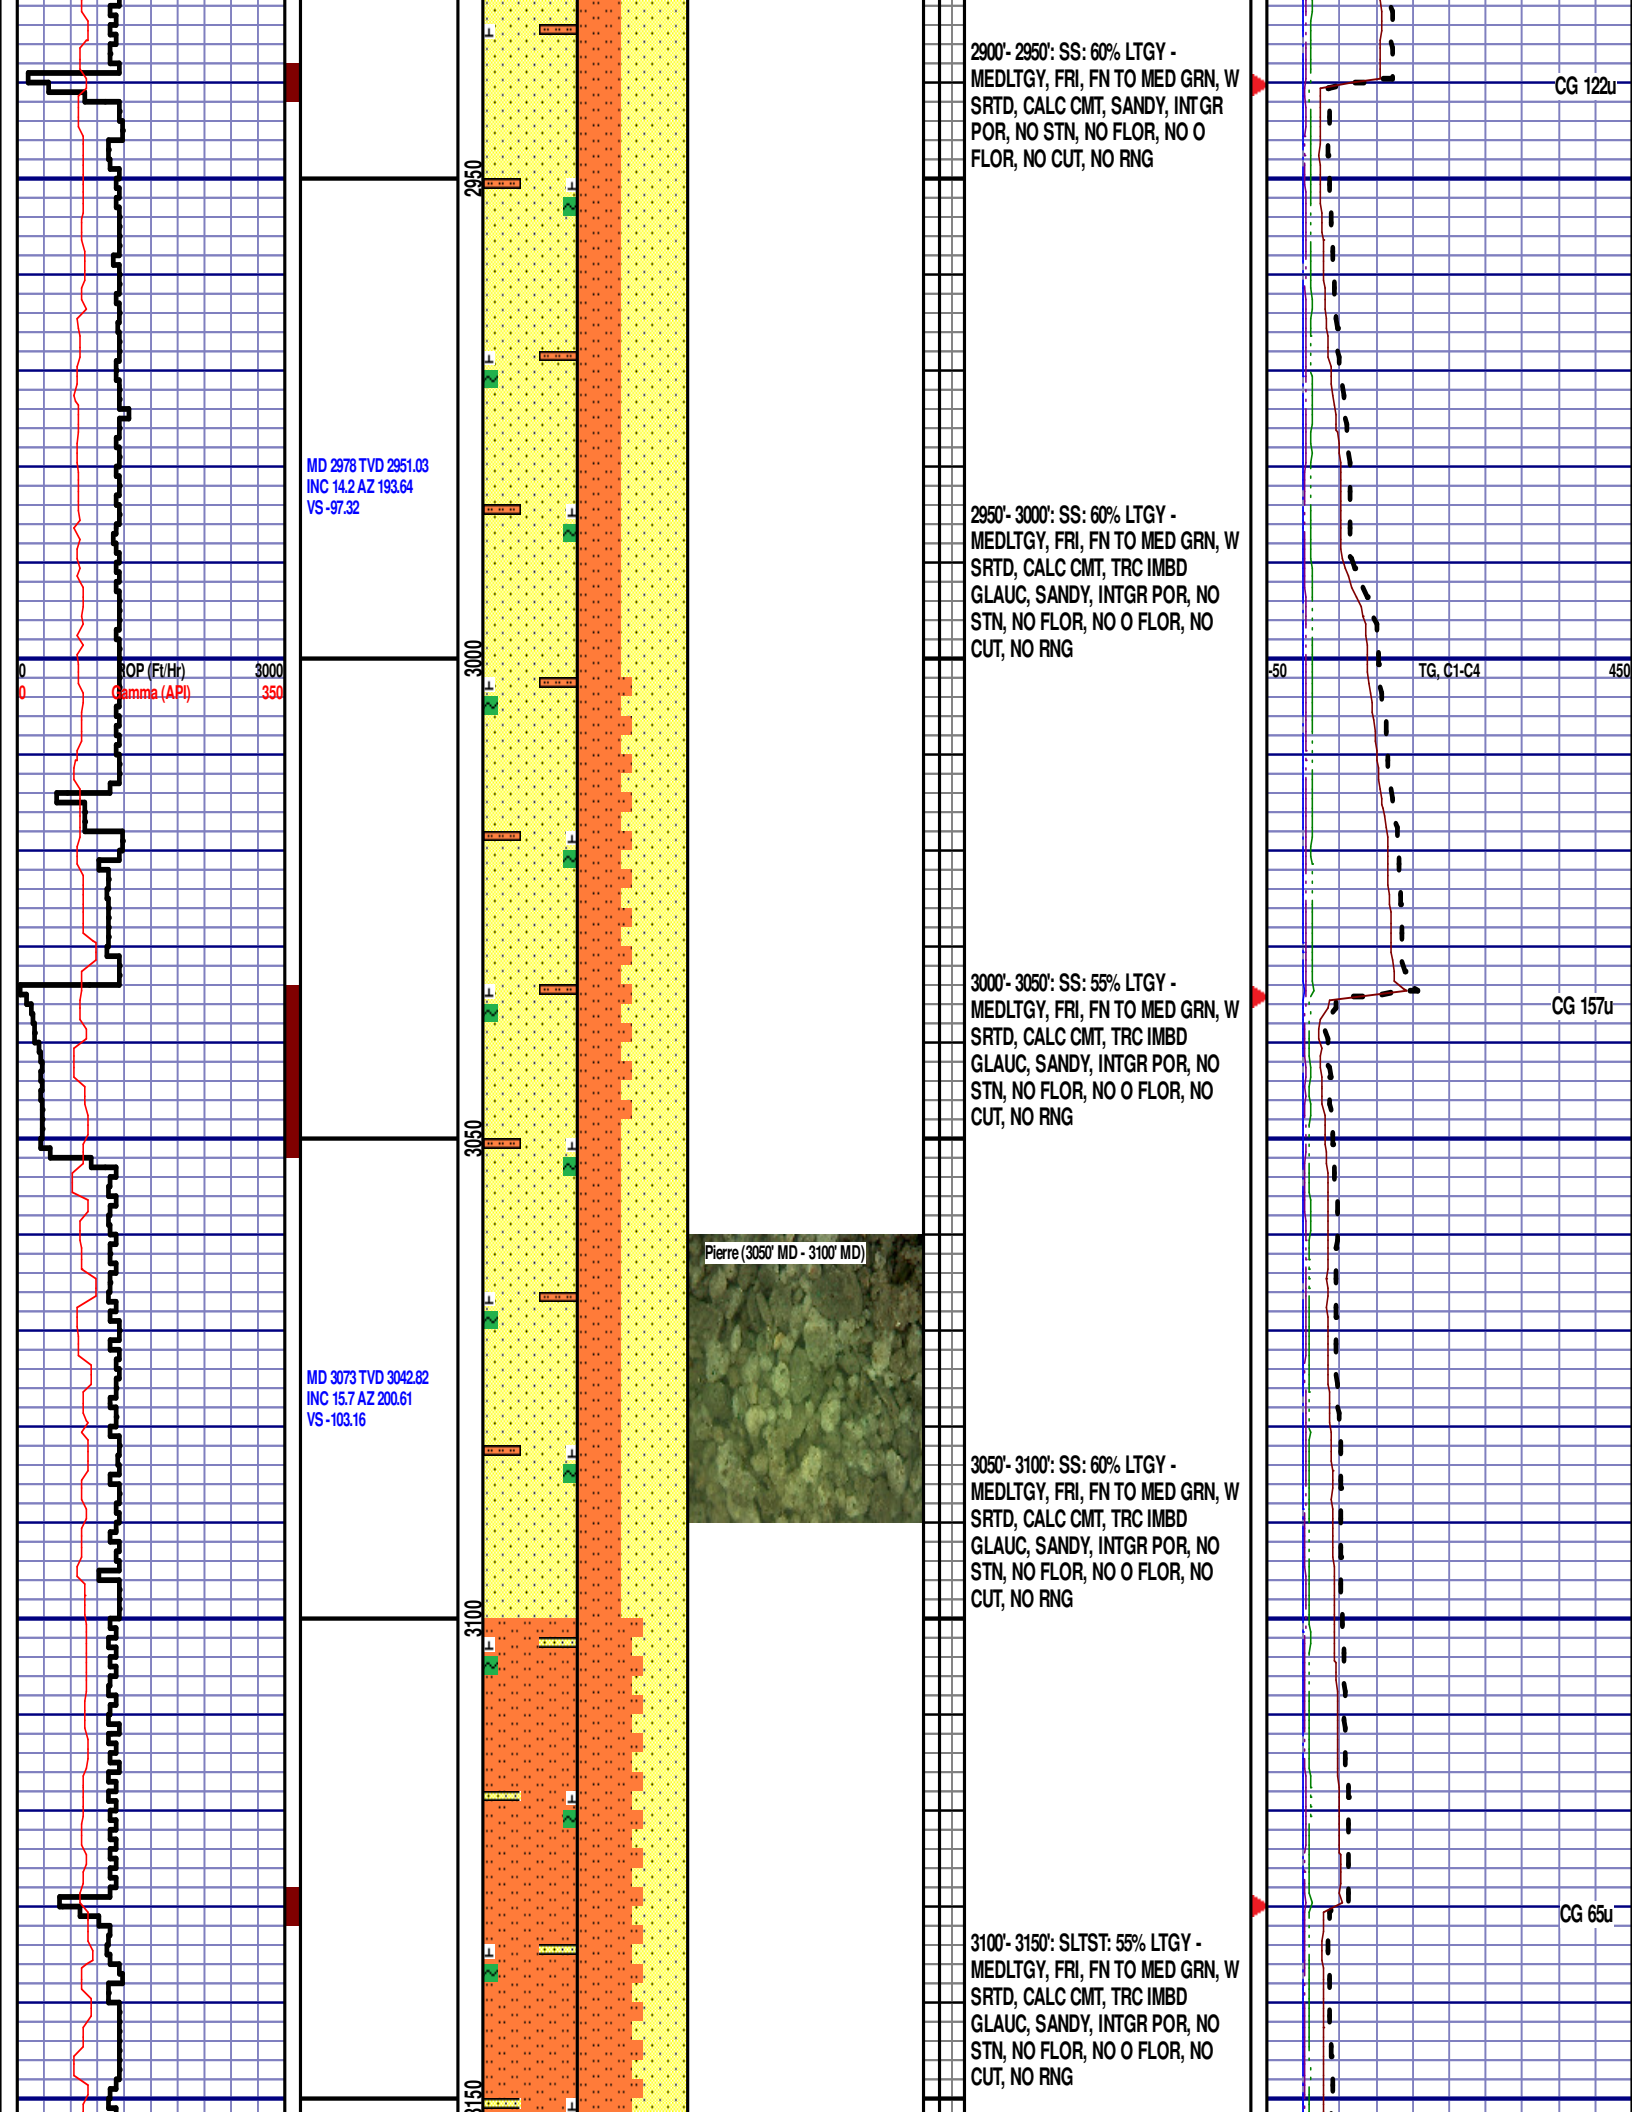 2900'- 2950': SS: 60% LTGY -
MEDLTGY, FRI, FN TO MED GRN, W
SRTD, CALC CMT, SANDY, INTGR
POR, NO STN, NO FLOR, NO O
FLOR, NO CUT, NO RNG
CG 122u
2950
MD 2978 TVD 2951.03
INC 14.2 AZ 193.64
VS -97.32
2950'- 3000': SS: 60% LTGY -
MEDLTGY, FRI, FN TO MED GRN, W
SRTD, CALC CMT, TRC IMBD
GLAUC, SANDY, INTGR POR, NO
STN, NO FLOR, NO O FLOR, NO
CUT, NO RNG
3000
0 ROP (Ft/Hr) 3000
0 Gamma (API) 350
-50 TG, C1-C4 450
3000'- 3050': SS: 55% LTGY -
MEDLTGY, FRI, FN TO MED GRN, W
SRTD, CALC CMT, TRC IMBD
GLAUC, SANDY, INTGR POR, NO
STN, NO FLOR, NO O FLOR, NO
CUT, NO RNG
CG 157u
3050
Pierre (3050' MD - 3100' MD)
MD 3073 TVD 3042.82
INC 15.7 AZ 200.61
VS -103.16
3050'- 3100': SS: 60% LTGY -
MEDLTGY, FRI, FN TO MED GRN, W
SRTD, CALC CMT, TRC IMBD
GLAUC, SANDY, INTGR POR, NO
STN, NO FLOR, NO O FLOR, NO
CUT, NO RNG
3100
CG 65u
3100'- 3150': SLTST: 55% LTGY -
MEDLTGY, FRI, FN TO MED GRN, W
SRTD, CALC CMT, TRC IMBD
GLAUC, SANDY, INTGR POR, NO
STN, NO FLOR, NO O FLOR, NO
CUT, NO RNG
3150